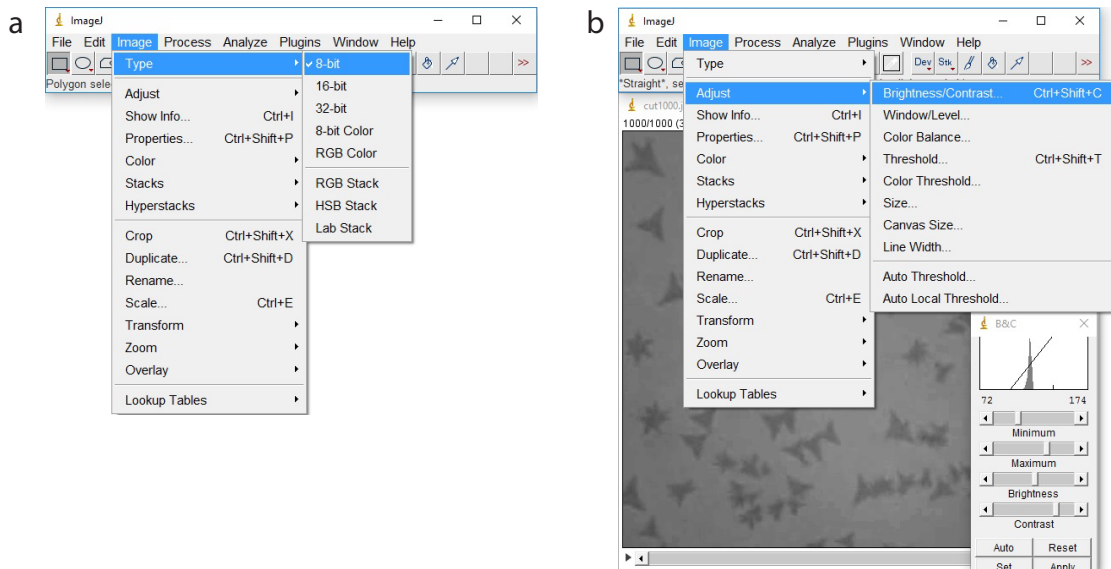 a
ImageJ
File Edit Image Process Analyze Plugins Window Help
>>
Polygon sele
Type
Adjust
Show Info... Ctrl+I
Properties... Ctrl+Shift+P
Color
Stacks
Hyperstacks
Crop Ctrl+Shift+X
Duplicate... Ctrl+Shift+D
Rename...
Scale... Ctrl+E
Transform
Zoom
Overlay
Lookup Tables
8-bit
16-bit
32-bit
8-bit Color
RGB Color
RGB Stack
HSB Stack
Lab Stack
b
ImageJ
File Edit Image Process Analyze Plugins Window Help
Dev Stk >>
*Straight*, se
cut1000.j
1000/1000 (3
Type
Adjust
Show Info... Ctrl+I
Properties... Ctrl+Shift+P
Color
Stacks
Hyperstacks
Crop Ctrl+Shift+X
Duplicate... Ctrl+Shift+D
Rename...
Scale... Ctrl+E
Transform
Zoom
Overlay
Lookup Tables
Brightness/Contrast... Ctrl+Shift+C
Window/Level...
Color Balance...
Threshold... Ctrl+Shift+T
Color Threshold...
Size...
Canvas Size...
Line Width...
Auto Threshold...
Auto Local Threshold...
B&C
72 174
Minimum
Maximum
Brightness
Contrast
Auto Reset
Set Apply